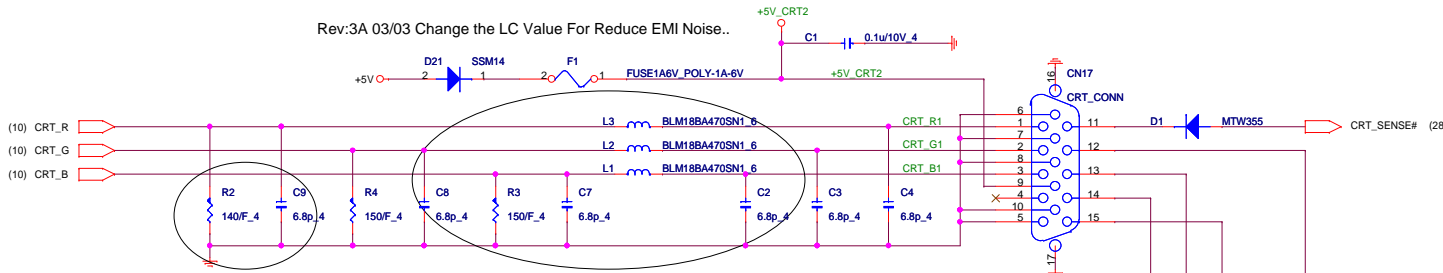 +5V_CRT2
Rev:3A 03/03 Change the LC Value For Reduce EMI Noise..
C1 0.1u/10V_4
D21 SSM14 F1
+5V 2 1 2 1 FUSE1A6V_POLY-1A-6V +5V_CRT2
16 CN17
CRT_CONN
(10) CRT_R L3 BLM18BA470SN1_6 CRT_R1 6 1 11 D1 MTW355 CRT_SENSE# (28
7
(10) CRT_G L2 BLM18BA470SN1_6 CRT_G1 2 12
8
(10) CRT_B L1 BLM18BA470SN1_6 CRT_B1 3 13
9
R2 C9 R4 C8 R3 C7 C2 C3 C4 4 14
10
140/F_4 6.8p_4 150/F_4 6.8p_4 150/F_4 6.8p_4 6.8p_4 6.8p_4 6.8p_4 5 15
17